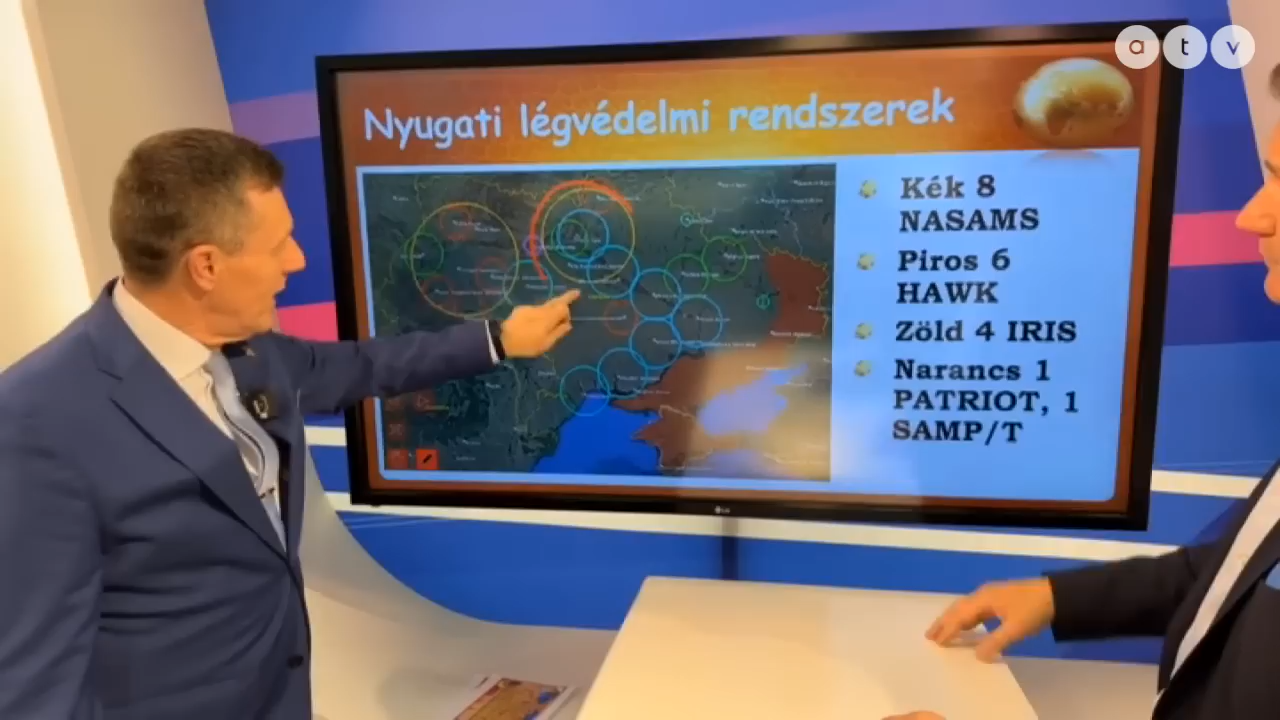 atv
Nyugati légvédelmi rendszerek
Kék 8
NASAMS
Piros 6
HAWK
Zöld 4 IRIS
Narancs 1
PATRIOT, 1
SAMP/T
LG